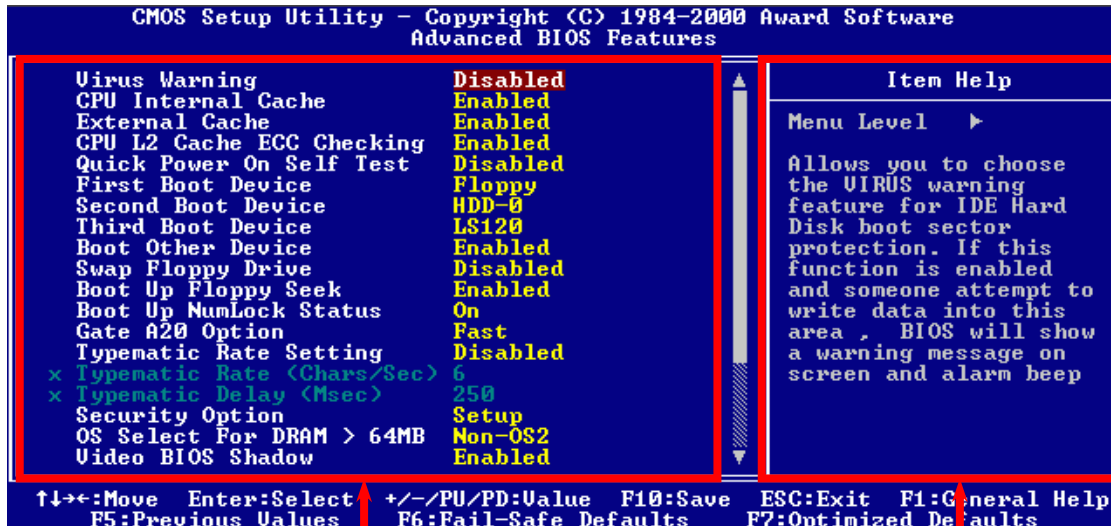 CMOS Setup Utility – Copyright (C) 1984–2000 Award Software
Advanced BIOS Features
Virus Warning Disabled
CPU Internal Cache Enabled
External Cache Enabled
CPU L2 Cache ECC Checking Enabled
Quick Power On Self Test Disabled
First Boot Device Floppy
Second Boot Device HDD-0
Third Boot Device LS120
Boot Other Device Enabled
Swap Floppy Drive Disabled
Boot Up Floppy Seek Enabled
Boot Up NumLock Status On
Gate A20 Option Fast
Typematic Rate Setting Disabled
x Typematic Rate (Chars/Sec) 6
x Typematic Delay (Msec) 250
Security Option Setup
OS Select For DRAM > 64MB Non-OS2
Video BIOS Shadow Enabled
Item Help
Menu Level ►
Allows you to choose
the VIRUS warning
feature for IDE Hard
Disk boot sector
protection. If this
function is enabled
and someone attempt to
write data into this
area , BIOS will show
a warning message on
screen and alarm beep
↑↓→←:Move Enter:Select +/-/PU/PD:Value F10:Save ESC:Exit F1:General Help
F5:Previous Values F6:Fail-Safe Defaults F7:Optimized Defaults